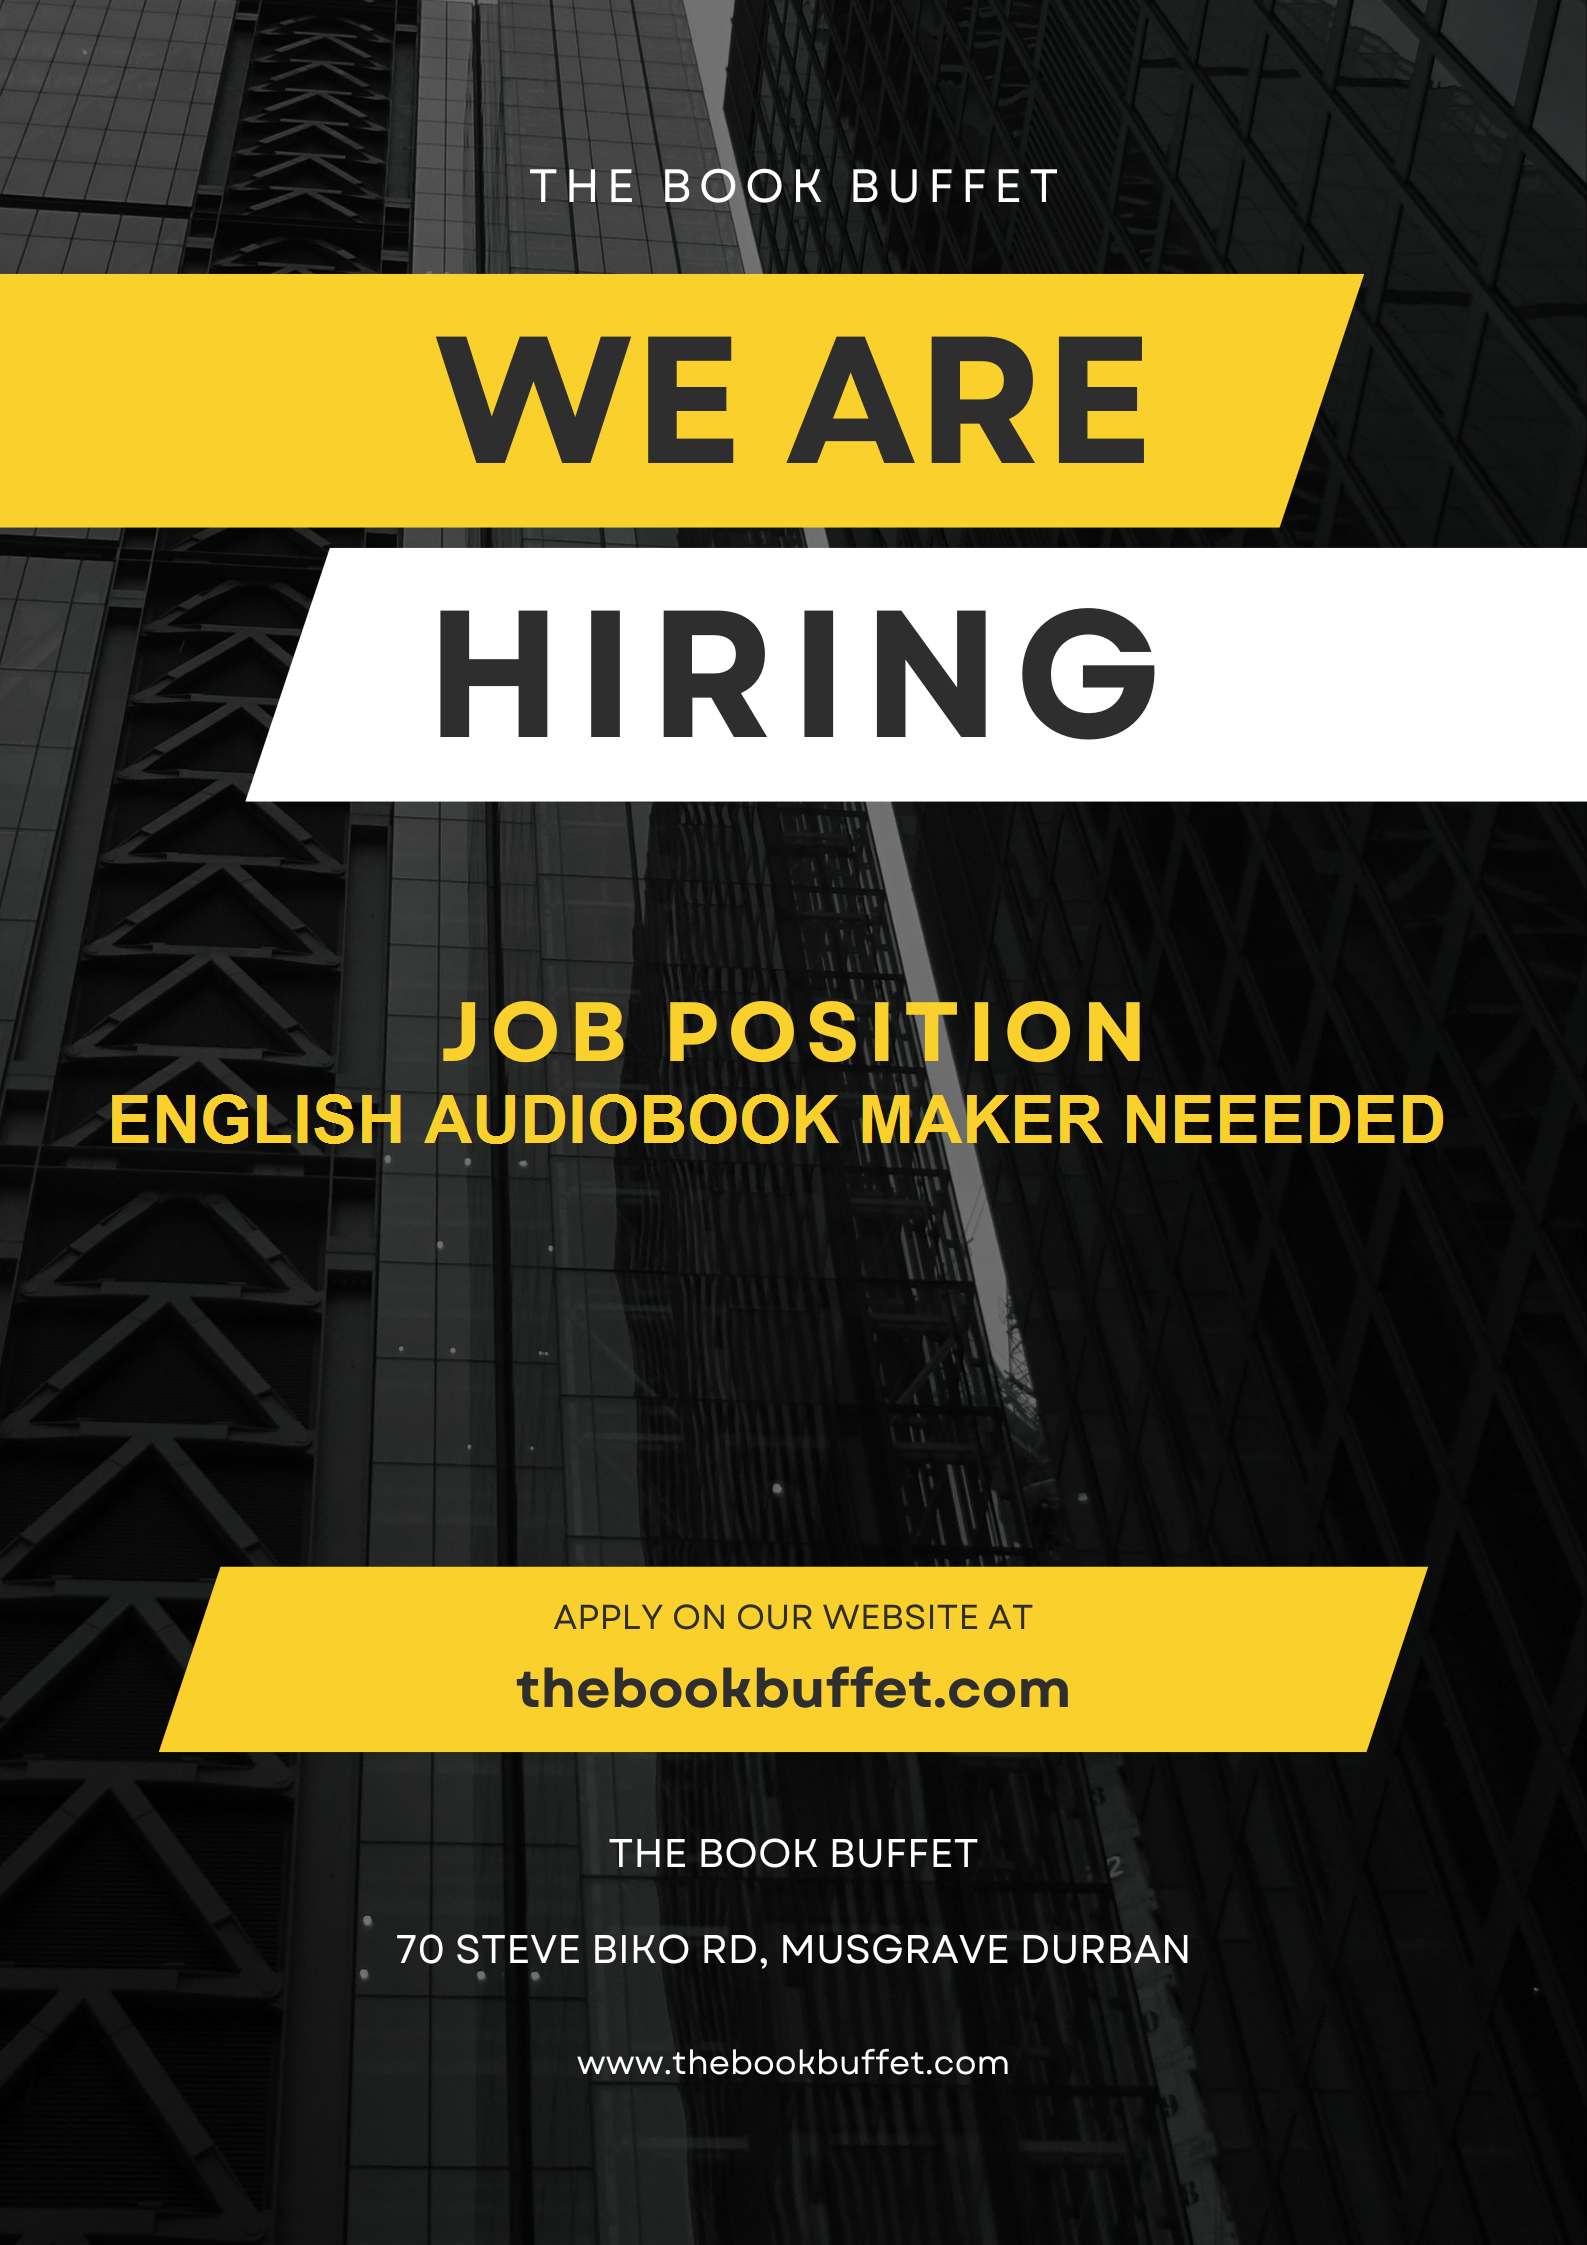 THE BOOK BUFFET
WE ARE
HIRING
JOB POSITION
ENGLISH AUDIOBOOK MAKER NEEEDED
APPLY ON OUR WEBSITE AT
thebookbuffet.com
THE BOOK BUFFET
70 STEVE BIKO RD, MUSGRAVE DURBAN
www.thebookbuffet.com